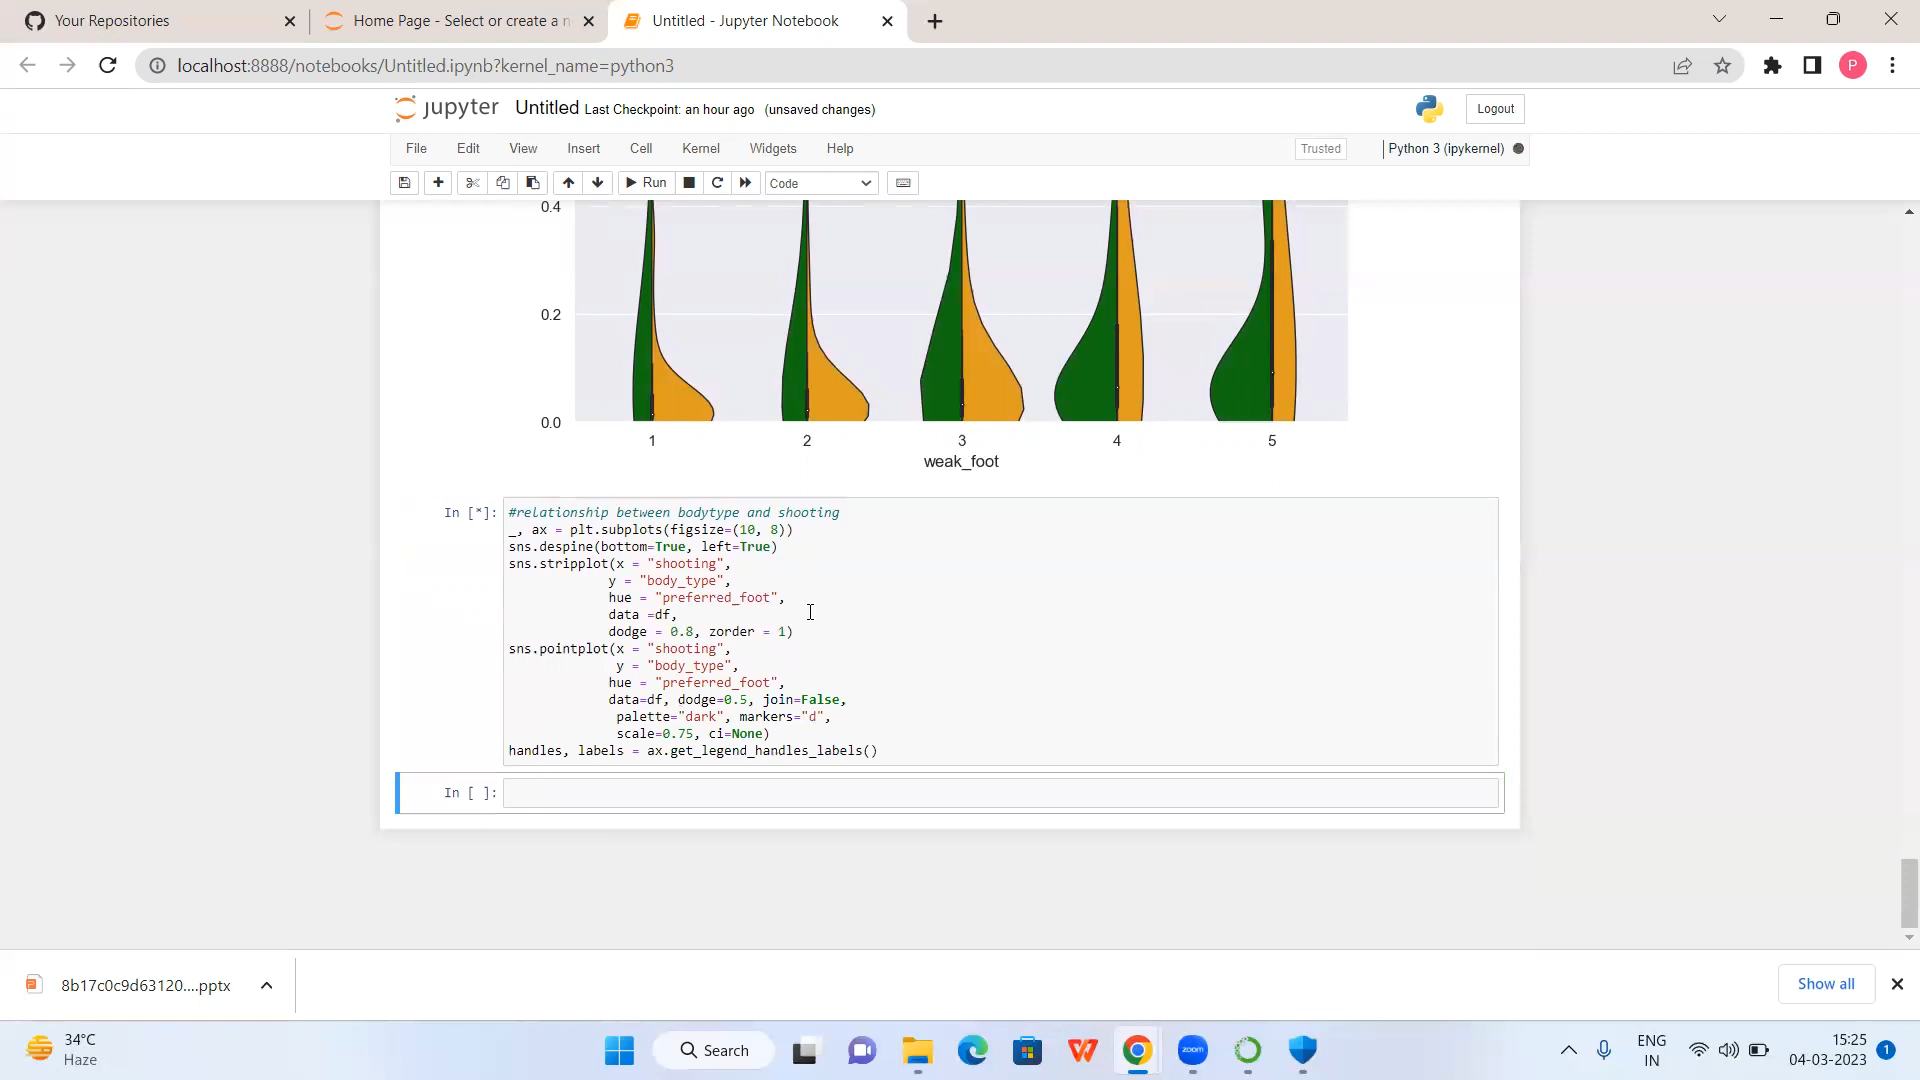 Your Repositories
Home Page - Select or create a n
Untitled - Jupyter Notebook
localhost:8888/notebooks/Untitled.ipynb?kernel_name=python3
P
jupyter Untitled Last Checkpoint: an hour ago (unsaved changes)
Logout
File Edit View Insert Cell Kernel Widgets Help
Trusted
Python 3 (ipykernel)
Run
Code
0.4
0.2
0.0
1 2 3 4 5
weak_foot
In [*]:
#relationship between bodytype and shooting
_, ax = plt.subplots(figsize=(10, 8))
sns.despine(bottom=True, left=True)
sns.stripplot(x = "shooting",
y = "body_type",
hue = "preferred_foot",
data =df,
dodge = 0.8, zorder = 1)
sns.pointplot(x = "shooting",
y = "body_type",
hue = "preferred_foot",
data=df, dodge=0.5, join=False,
palette="dark", markers="d",
scale=0.75, ci=None)
handles, labels = ax.get_legend_handles_labels()
In [ ]:
8b17c0c9d63120....pptx
Show all
34°C
Haze
Search
zoom
ENG
IN
15:25
04-03-2023
1